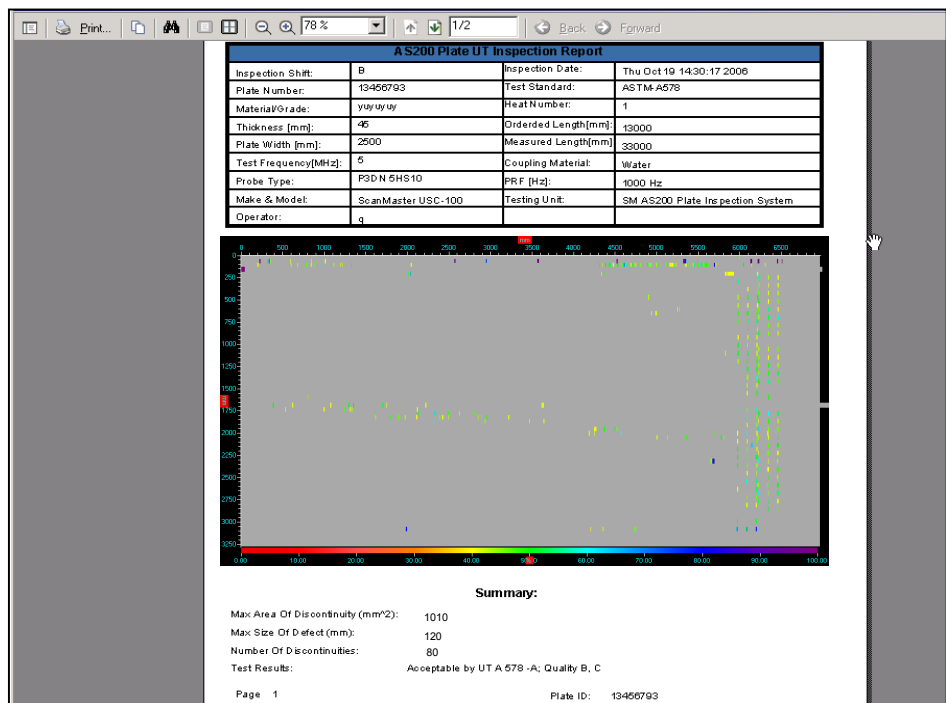 Print... 78 % 1/2 Back Forward
AS200 Plate UT Inspection Report
Inspection Shift: B Inspection Date: Thu Oct 19 14:30:17 2006
Plate Number: 13456793 Test Standard: ASTM-A578
Material/Grade: yuyuyuy Heat Number: 1
Thickness [mm]: 45 Orderded Length[mm]: 13000
Plate Width [mm]: 2500 Measured Length[mm] 33000
Test Frequency[MHz]: 5 Coupling Material: Water
Probe Type: P3DN5HS10 PRF [Hz]: 1000 Hz
Make & Model: ScanMaster USC-100 Testing Unit: SM AS200 Plate Inspection System
Operator: q
mm
0 500 1000 1500 2000 2500 3000 3500 4000 4500 5000 5500 6000 6500
0
250
500
750
1000
1250
1500
mm
1750
2000
2250
2500
2750
3000
3250
0.00 10.00 20.00 30.00 40.00 60.00 70.00 80.00 90.00 100.00
Summary:
Max Area Of Discontinuity (mm^2): 1010
Max Size Of Defect (mm): 120
Number Of Discontinuities: 80
Test Results: Acceptable by UT A 578 -A; Quality B, C
Page 1 Plate ID: 13456793